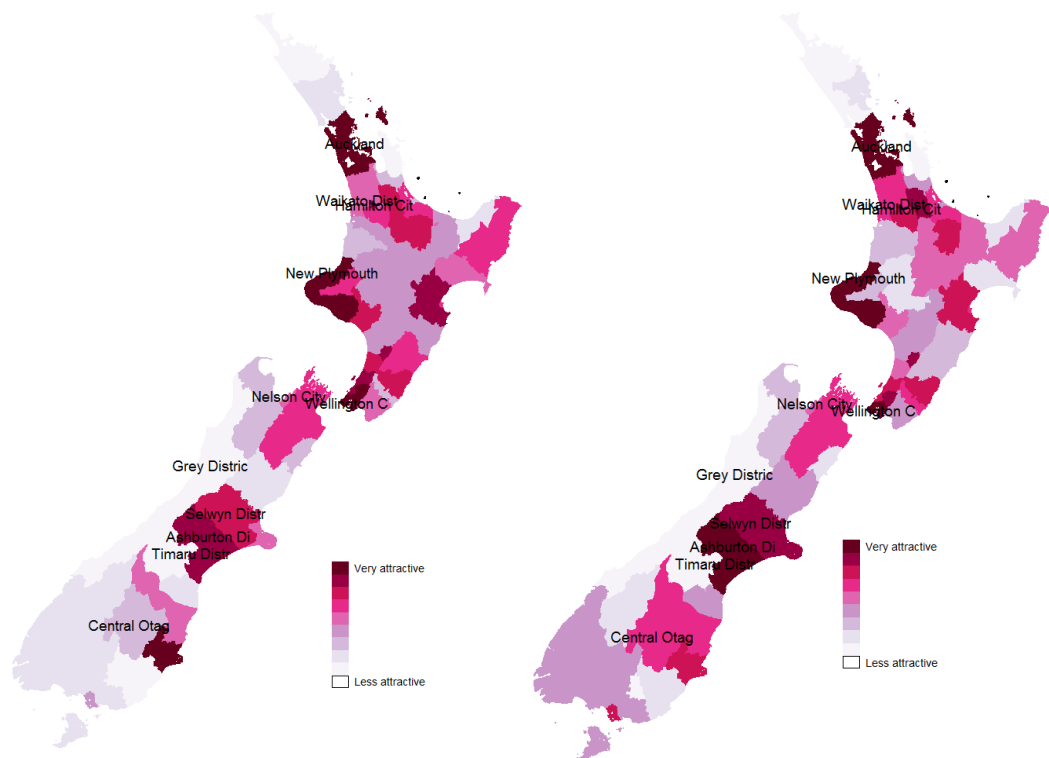 Auckland
Waikato Dist
Hamilton Cit
New Plymouth
Nelson City
Wellington C
Grey Distric
Selwyn Distr
Ashburton Di
Timaru Distr
Central Otag
Very attractive
Less attractive
Auckland
Waikato Dist
Hamilton Cit
New Plymouth
Nelson City
Wellington C
Grey Distric
Selwyn Distr
Ashburton Di
Timaru Distr
Central Otag
Very attractive
Less attractive